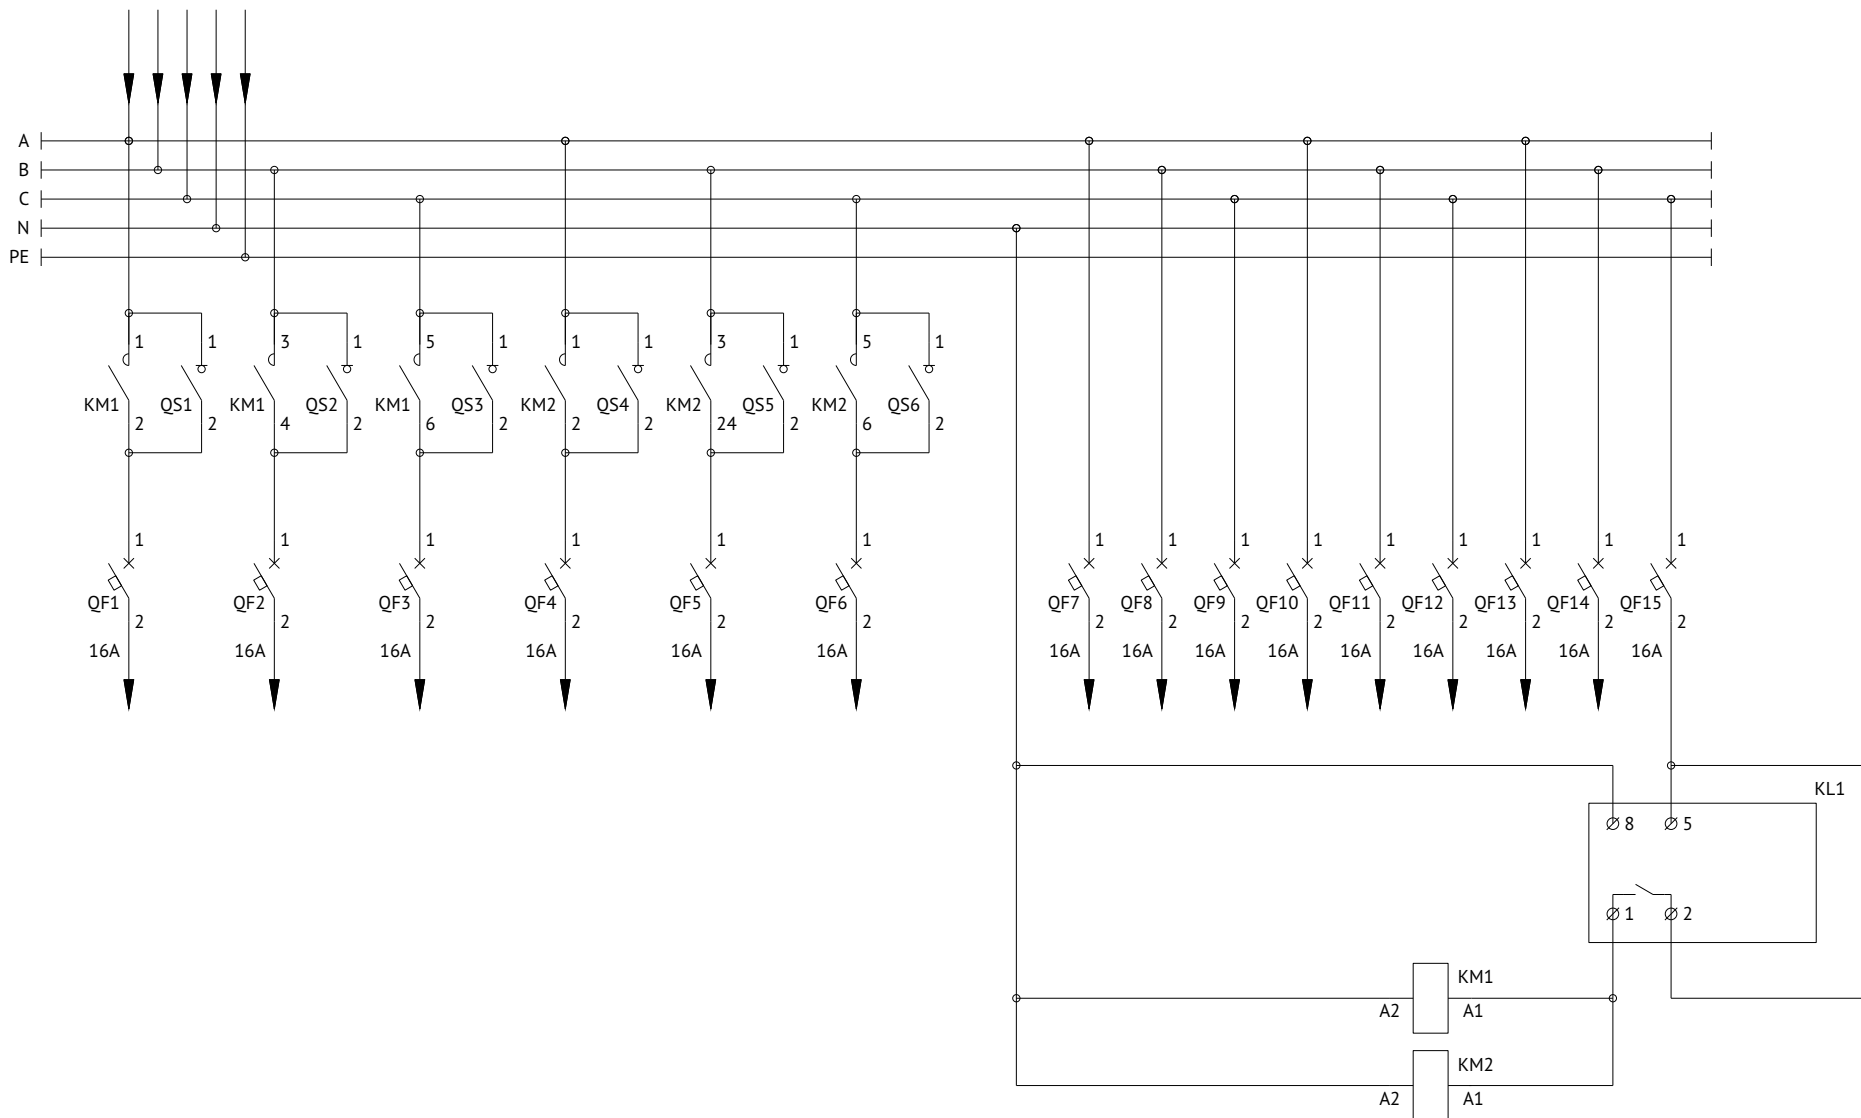 A
B
C
N
PE
1 1 3 1 5 1 1 1 3 1 5 1
KM1 QS1 KM1 QS2 KM1 QS3 KM2 QS4 KM2 QS5 KM2 QS6
2 2 4 2 6 2 2 2 24 2 6 2
1 1 1 1 1 1 1 1 1 1 1 1 1 1 1
QF1 QF2 QF3 QF4 QF5 QF6 QF7 QF8 QF9 QF10 QF11 QF12 QF13 QF14 QF15
2 2 2 2 2 2 2 2 2 2 2 2 2 2 2
16A 16A 16A 16A 16A 16A 16A 16A 16A 16A 16A 16A 16A 16A 16A
KL1
8 5
1 2
KM1
A2 A1
KM2
A2 A1